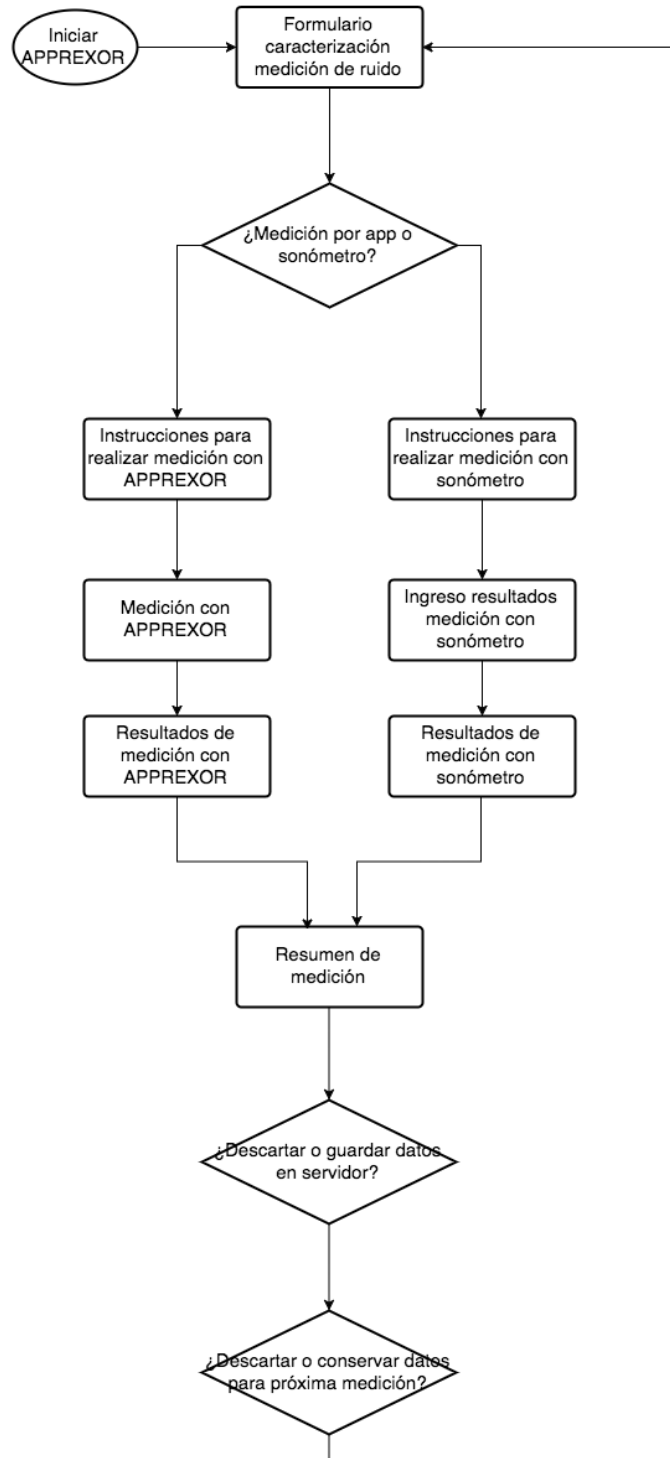 Iniciar
APPREXOR
Formulario
caracterización
medición de ruido
¿Medición por app o
sonómetro?
Instrucciones para
realizar medición con
APPREXOR
Instrucciones para
realizar medición con
sonómetro
Medición con
APPREXOR
Ingreso resultados
medición con
sonómetro
Resultados de
medición con
APPREXOR
Resultados de
medición con
sonómetro
Resumen de
medición
¿Descartar o guardar datos
en servidor?
¿Descartar o conservar datos
para próxima medición?